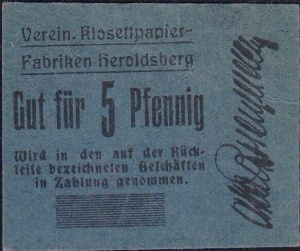 Verein. Klosettpapier-
Fabriken Heroldsberg
Gut für 5 Pfennig
Wird in den auf der Rück-
seite bezeichneten Geschäften
in Zahlung genommen.